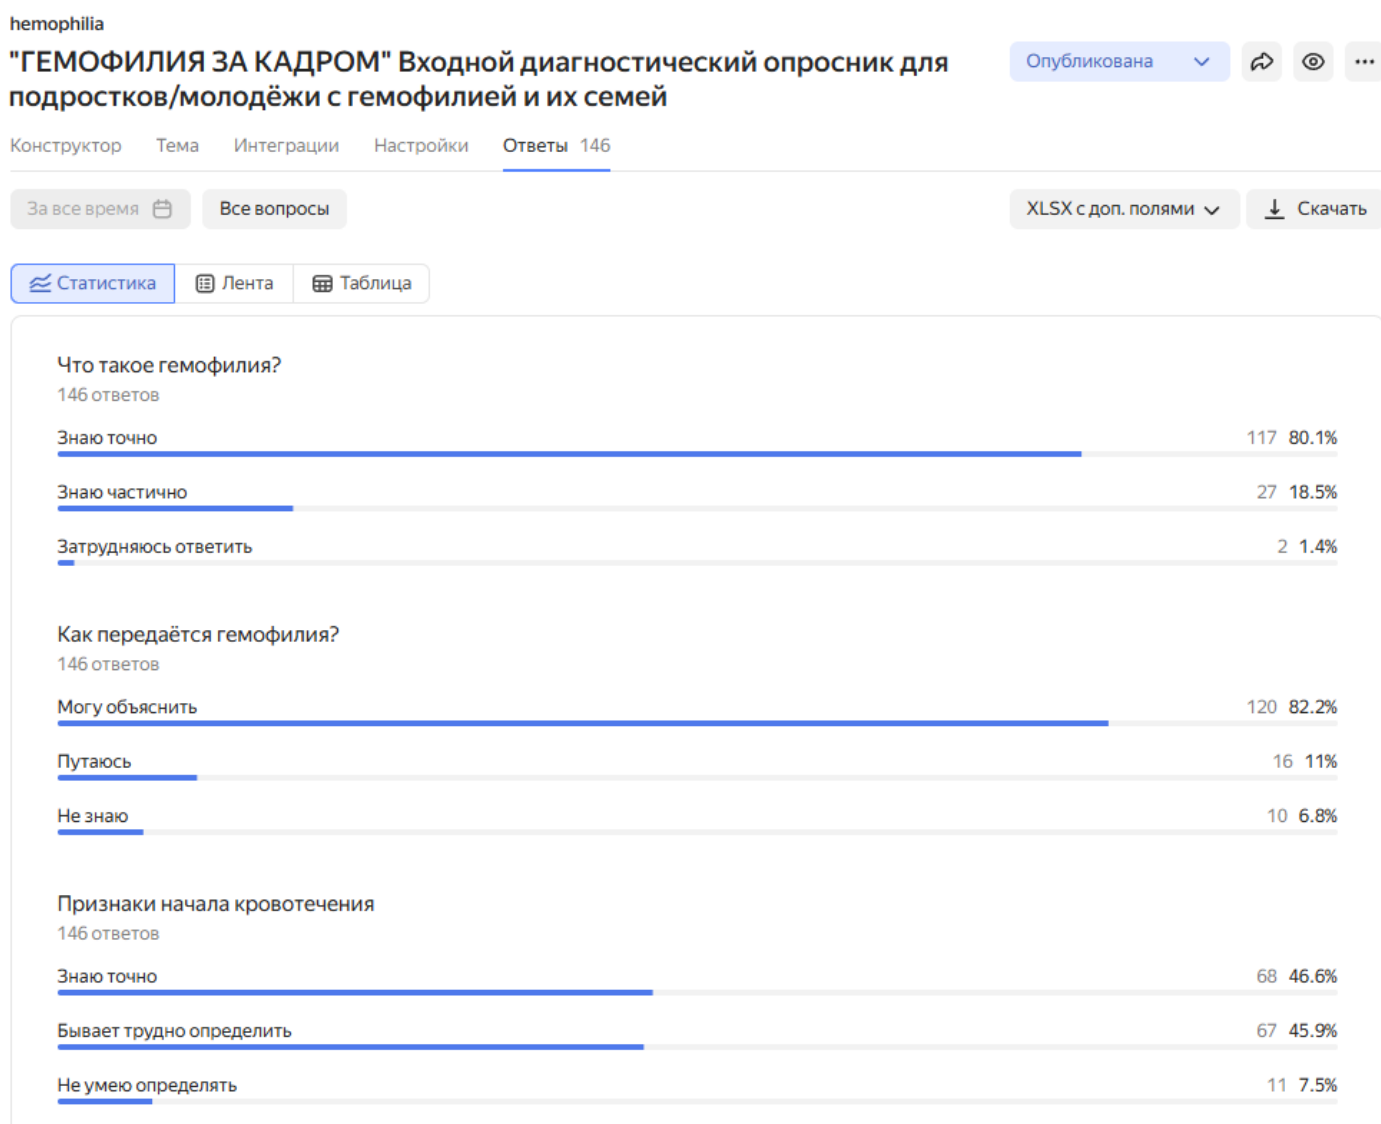 hemophilia
"ГЕМОФИЛИЯ ЗА КАДРОМ" Входной диагностический опросник для
подростков/молодёжи с гемофилией и их семей
Опубликована
Конструктор Тема Интеграции Настройки Ответы 146
За все время Все вопросы XLSX с доп. полями Скачать
Статистика Лента Таблица
Что такое гемофилия?
146 ответов
Знаю точно 117 80.1%
Знаю частично 27 18.5%
Затрудняюсь ответить 2 1.4%
Как передаётся гемофилия?
146 ответов
Могу объяснить 120 82.2%
Путаюсь 16 11%
Не знаю 10 6.8%
Признаки начала кровотечения
146 ответов
Знаю точно 68 46.6%
Бывает трудно определить 67 45.9%
Не умею определять 11 7.5%